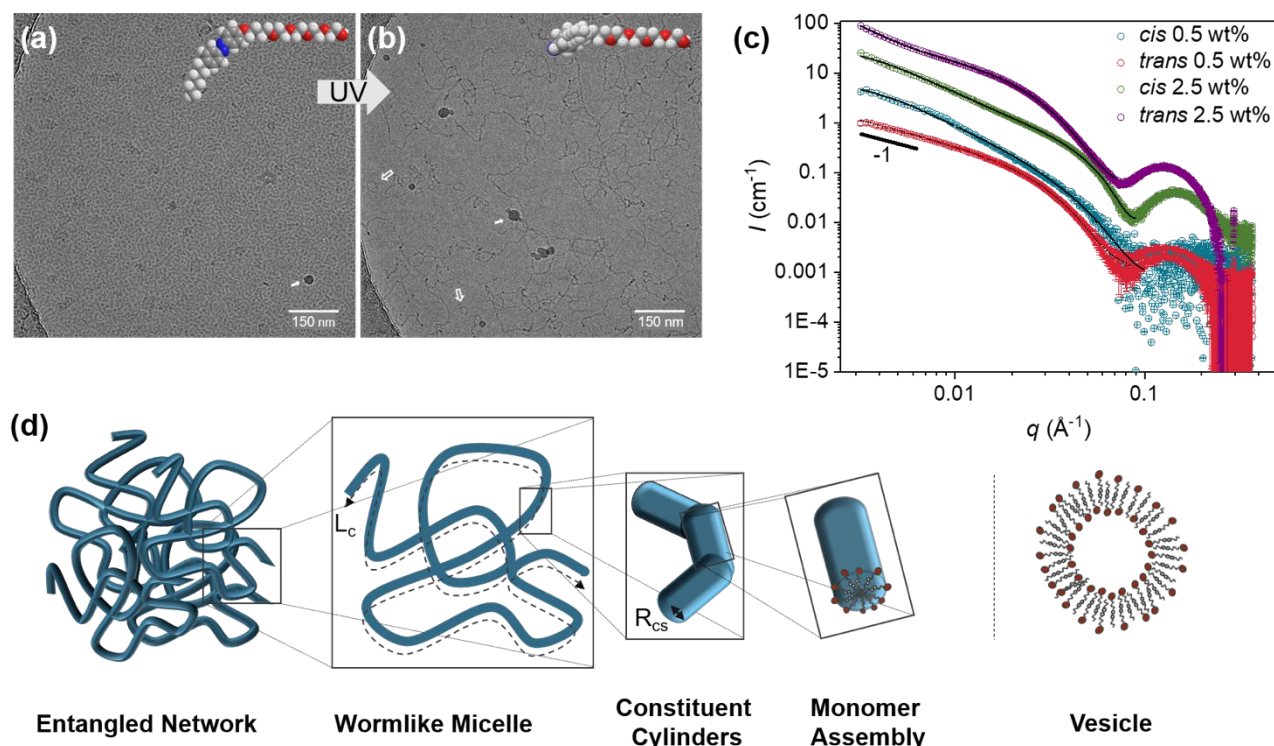 (a)
150 nm
UV
(b)
150 nm
(c)
I (cm⁻¹)
100
10
1
0.1
0.01
0.001
1E-4
1E-5
-1
cis 0.5 wt%
trans 0.5 wt%
cis 2.5 wt%
trans 2.5 wt%
0.01
0.1
q (Å⁻¹)
(d)
L_c
R_cs
Entangled Network
Wormlike Micelle
Constituent
Cylinders
Monomer
Assembly
Vesicle